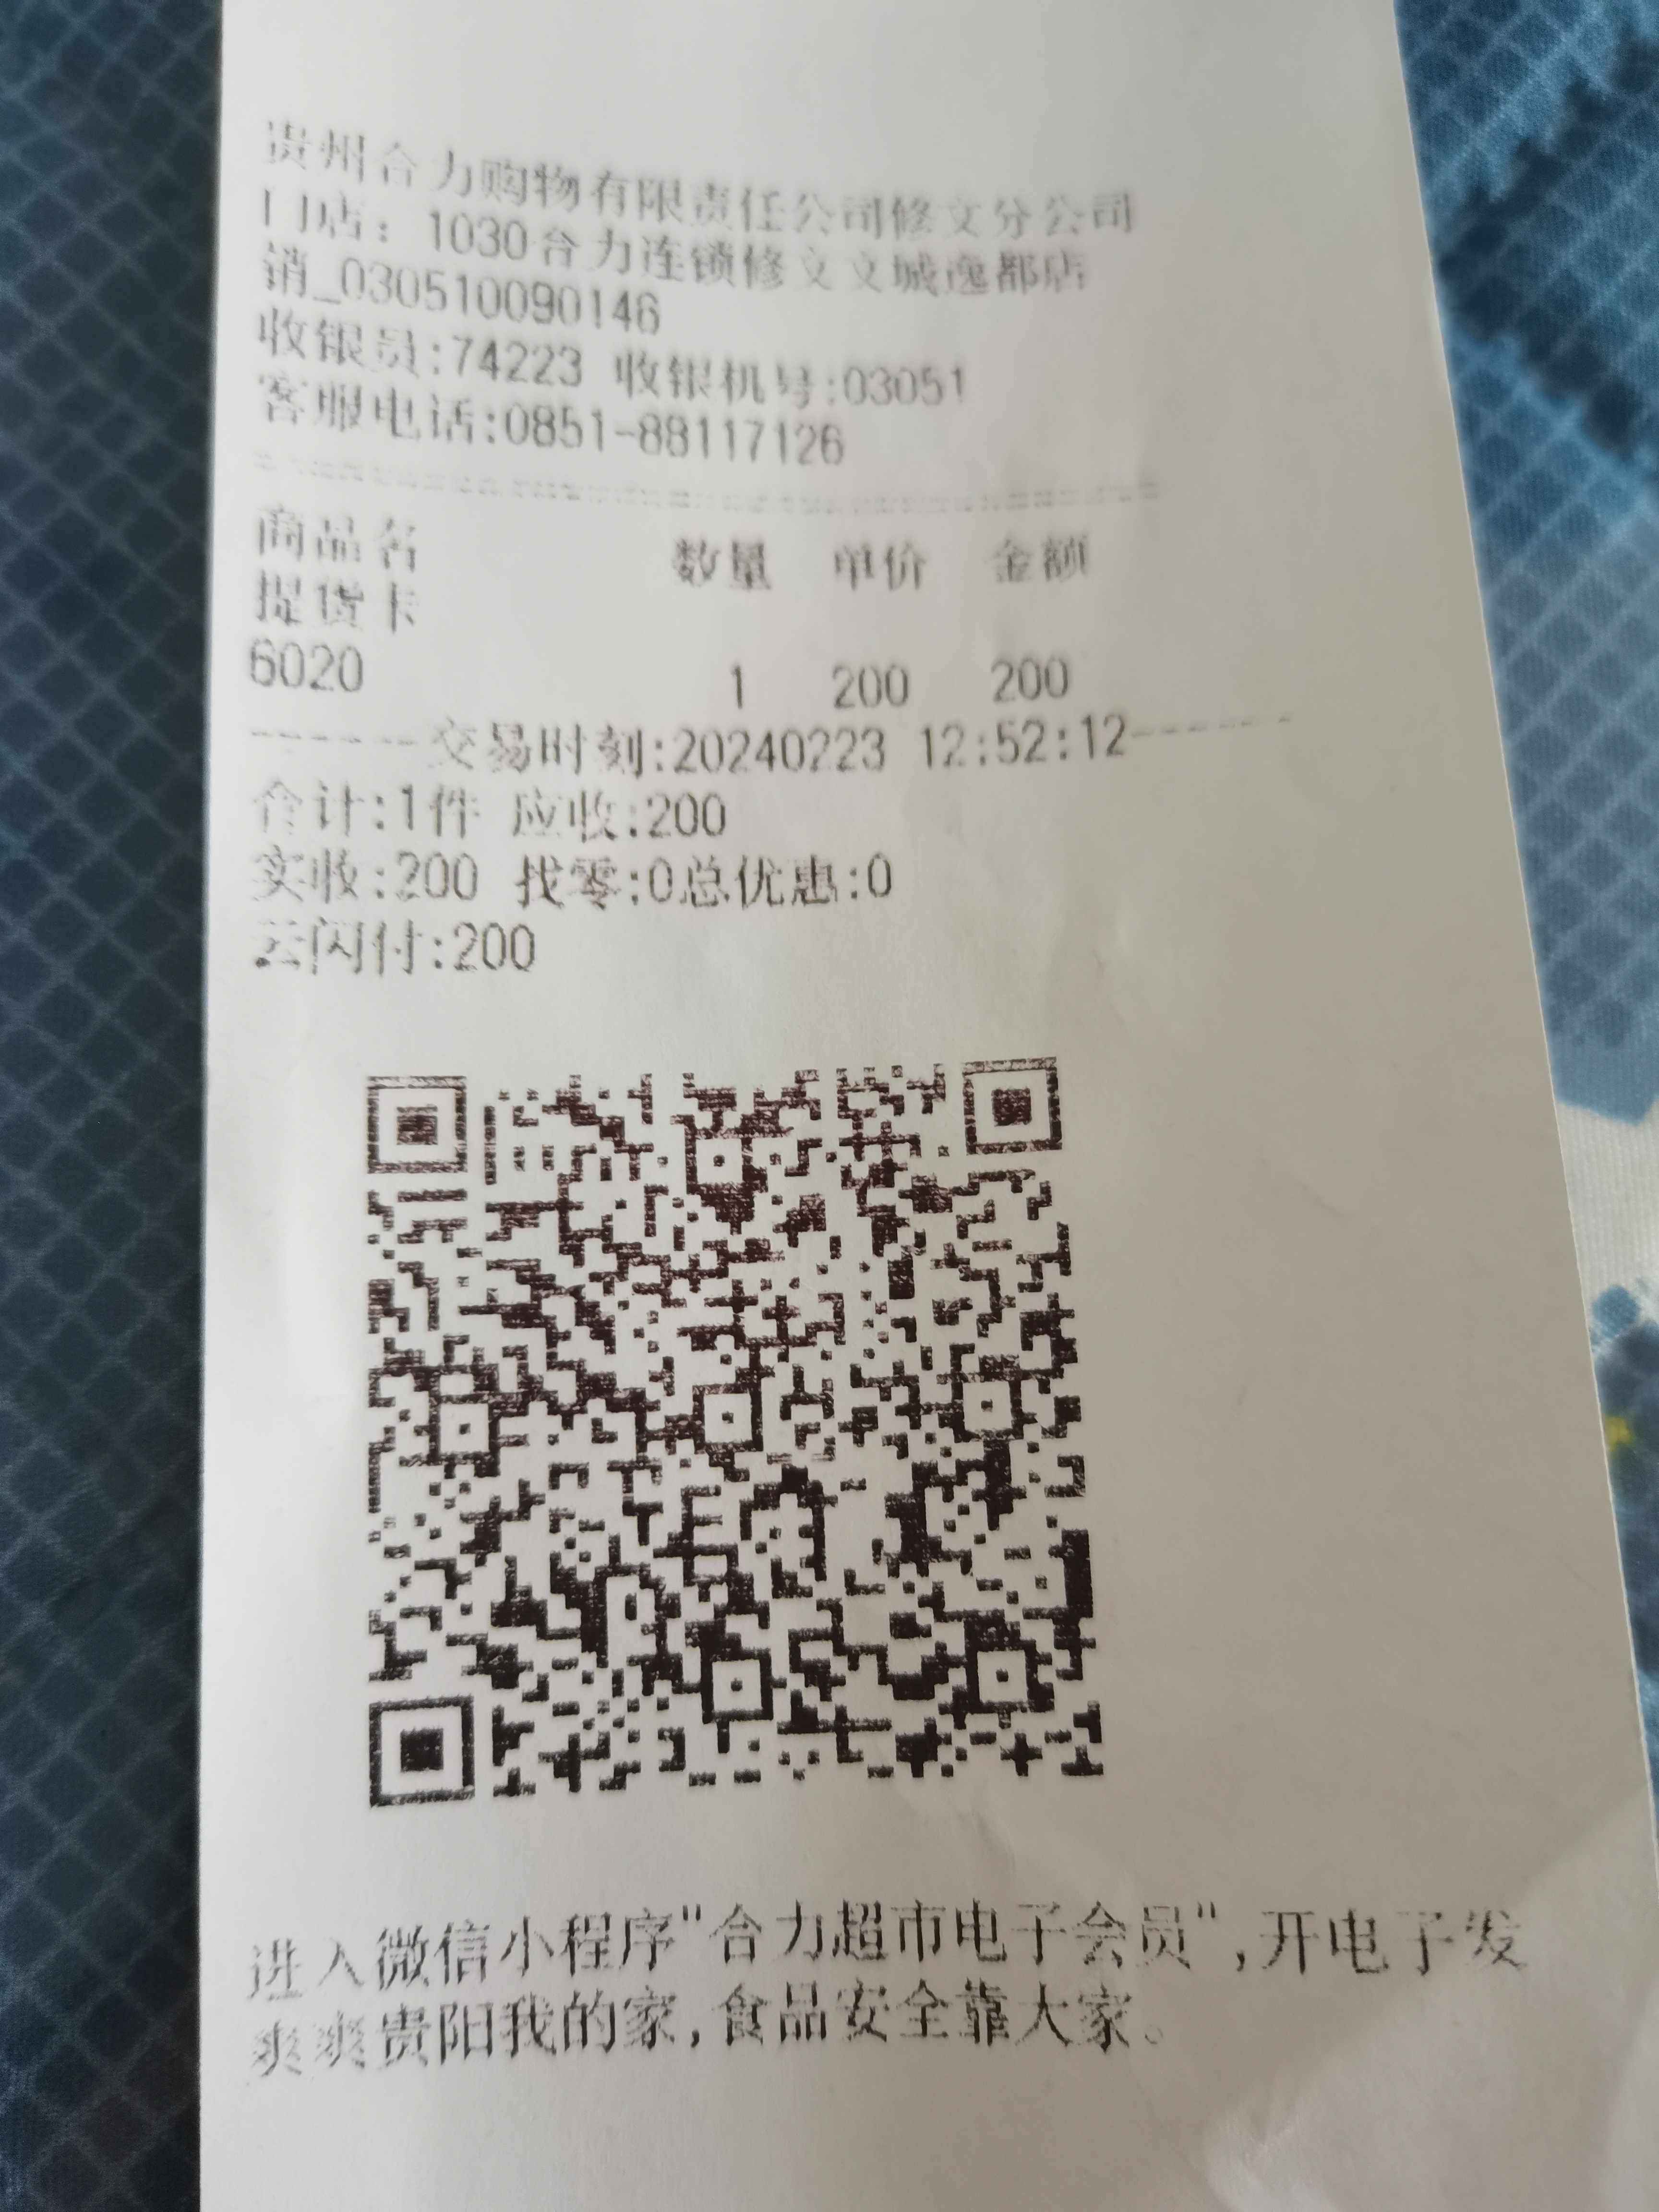 贵州合力购物有限责任公司修文分公司
门店：1030合力连锁修文文城逸都店
销_030510090146
收银员:74223 收银机号:03051
客服电话:0851-88117126
商品名 数量 单价 金额
提货卡
6020 1 200 200
------交易时刻:20240223 12:52:12------
合计:1件 应收:200
实收:200 找零:0总优惠:0
云闪付:200
进入微信小程序"合力超市电子会员",开电子发
爽爽贵阳我的家,食品安全靠大家。